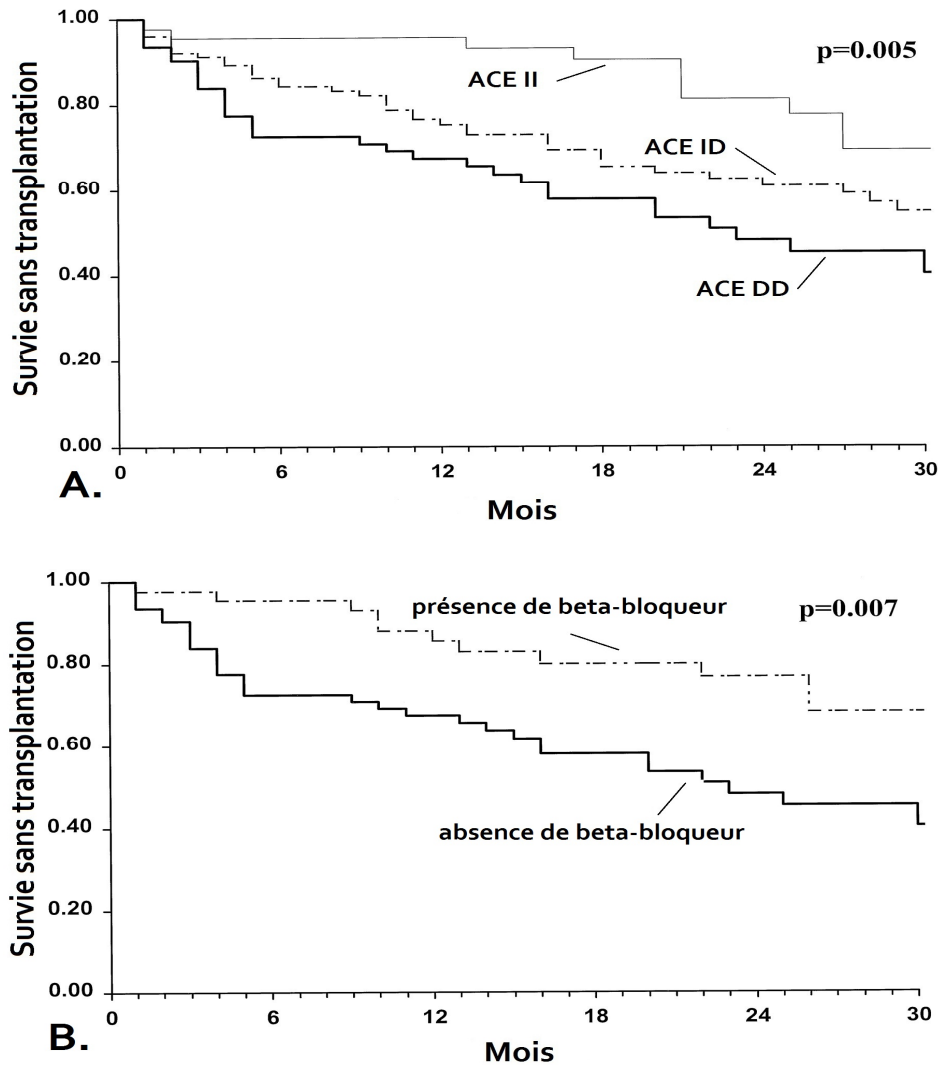 Survie sans transplantation
1.00
0.80
0.60
0.40
0.20
0.00
p=0.005
ACE II
ACE ID
ACE DD
0 6 12 18 24 30
A.
Mois
Survie sans transplantation
1.00
0.80
0.60
0.40
0.20
0.00
présence de beta-bloqueur
p=0.007
absence de beta-bloqueur
0 6 12 18 24 30
B.
Mois